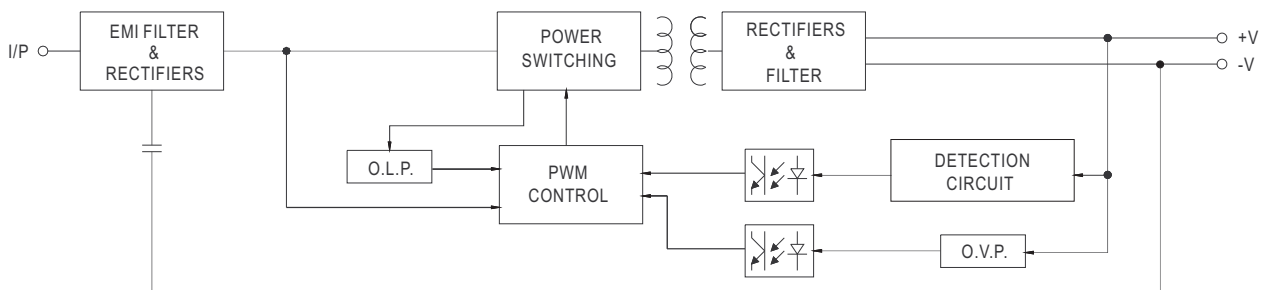 I/P
EMI FILTER
&
RECTIFIERS
POWER
SWITCHING
RECTIFIERS
&
FILTER
+V
-V
O.L.P.
PWM
CONTROL
DETECTION
CIRCUIT
O.V.P.